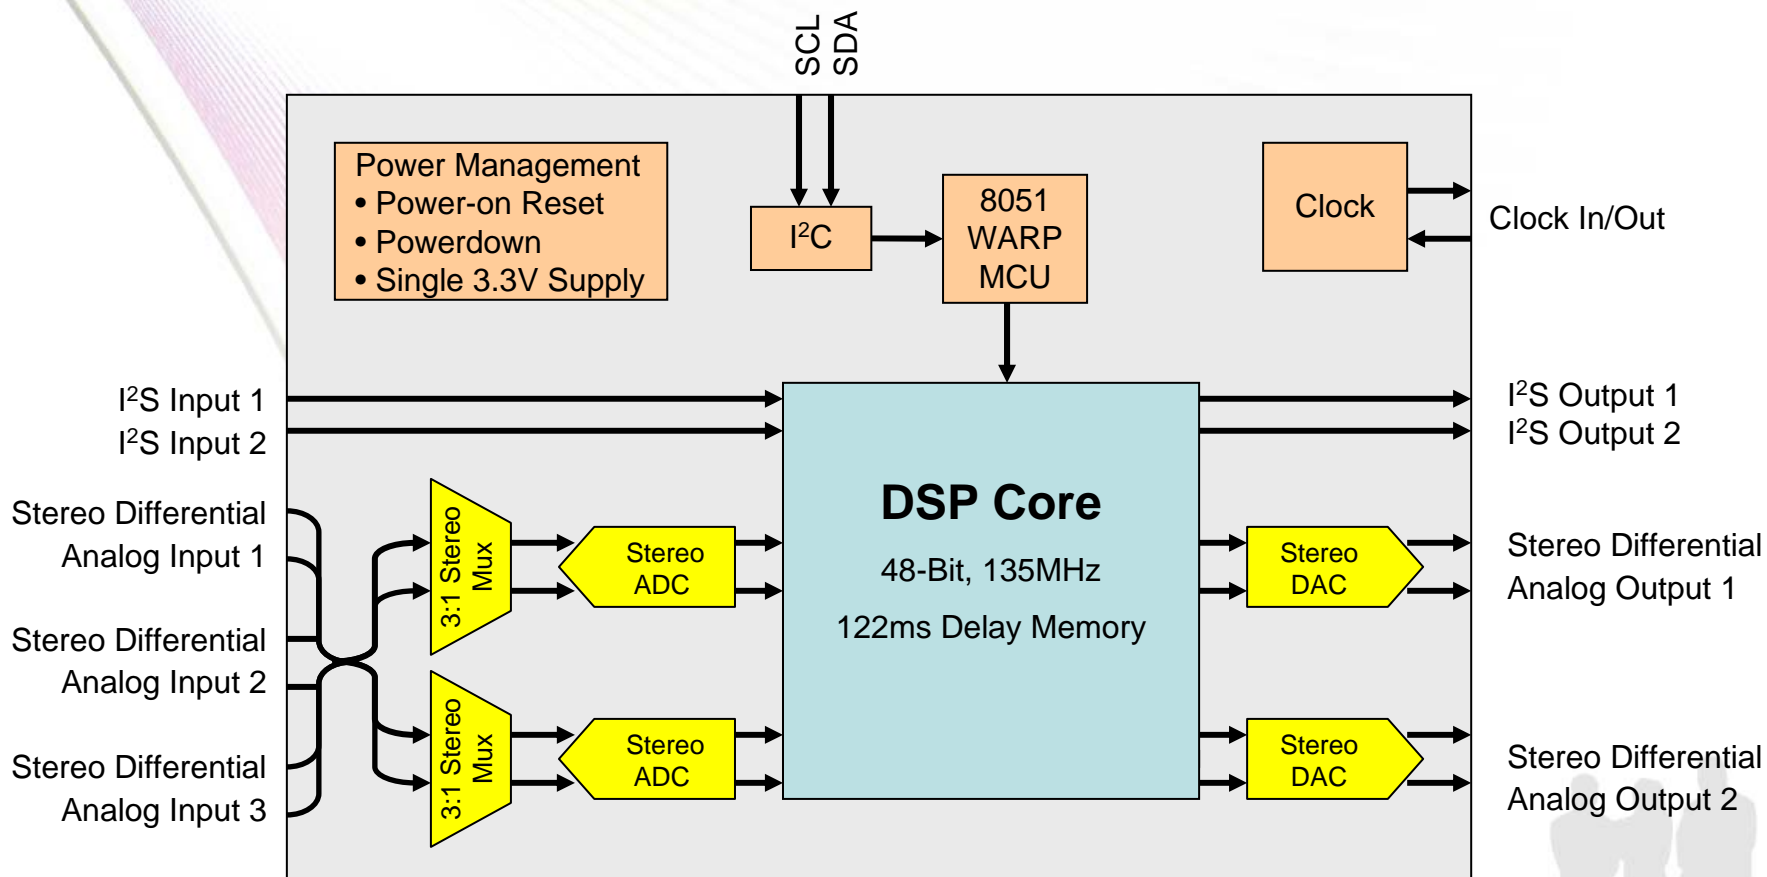 SCL
SDA
Power Management
• Power-on Reset
• Powerdown
• Single 3.3V Supply
I²C
8051
WARP
MCU
Clock
Clock In/Out
I²S Input 1
I²S Input 2
Stereo Differential
Analog Input 1
Stereo Differential
Analog Input 2
Stereo Differential
Analog Input 3
3:1 Stereo
Mux
Stereo
ADC
3:1 Stereo
Mux
Stereo
ADC
DSP Core
48-Bit, 135MHz
122ms Delay Memory
Stereo
DAC
Stereo
DAC
I²S Output 1
I²S Output 2
Stereo Differential
Analog Output 1
Stereo Differential
Analog Output 2